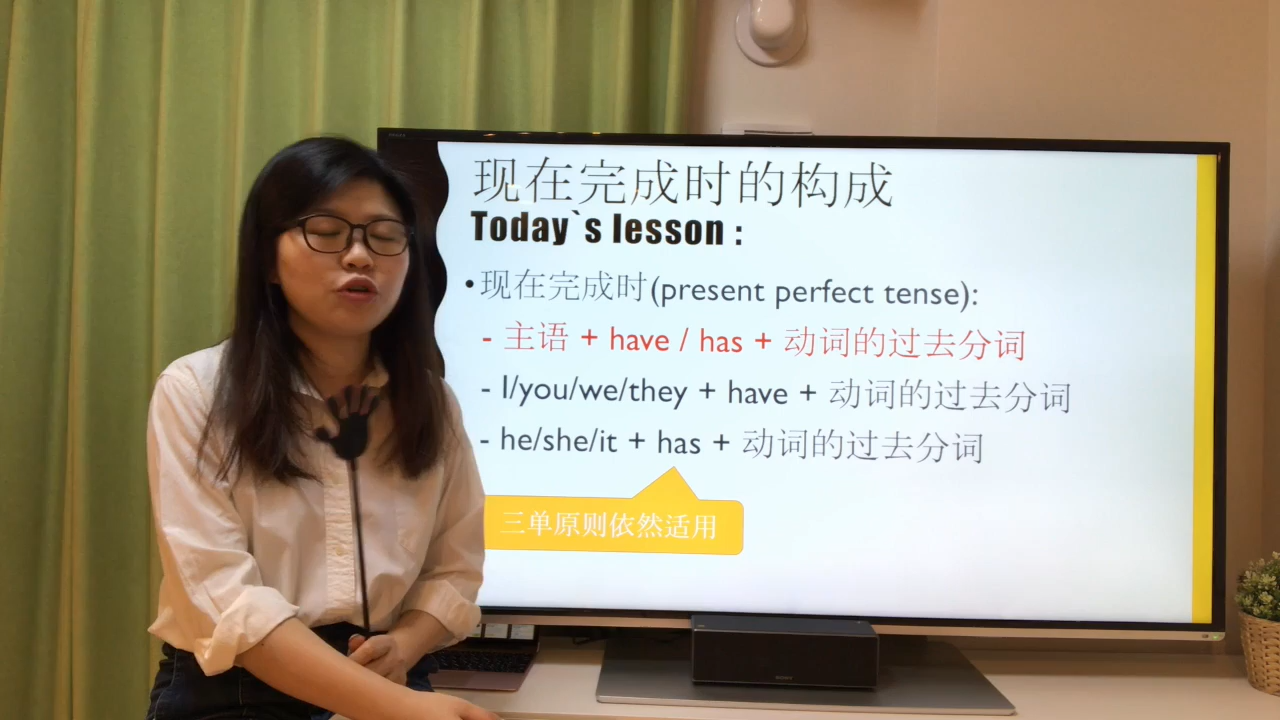 现在完成时的构成
Today`s lesson :
•现在完成时(present perfect tense):
- 主语 + have / has + 动词的过去分词
- I/you/we/they + have + 动词的过去分词
- he/she/it + has + 动词的过去分词
三单原则依然适用
SONY